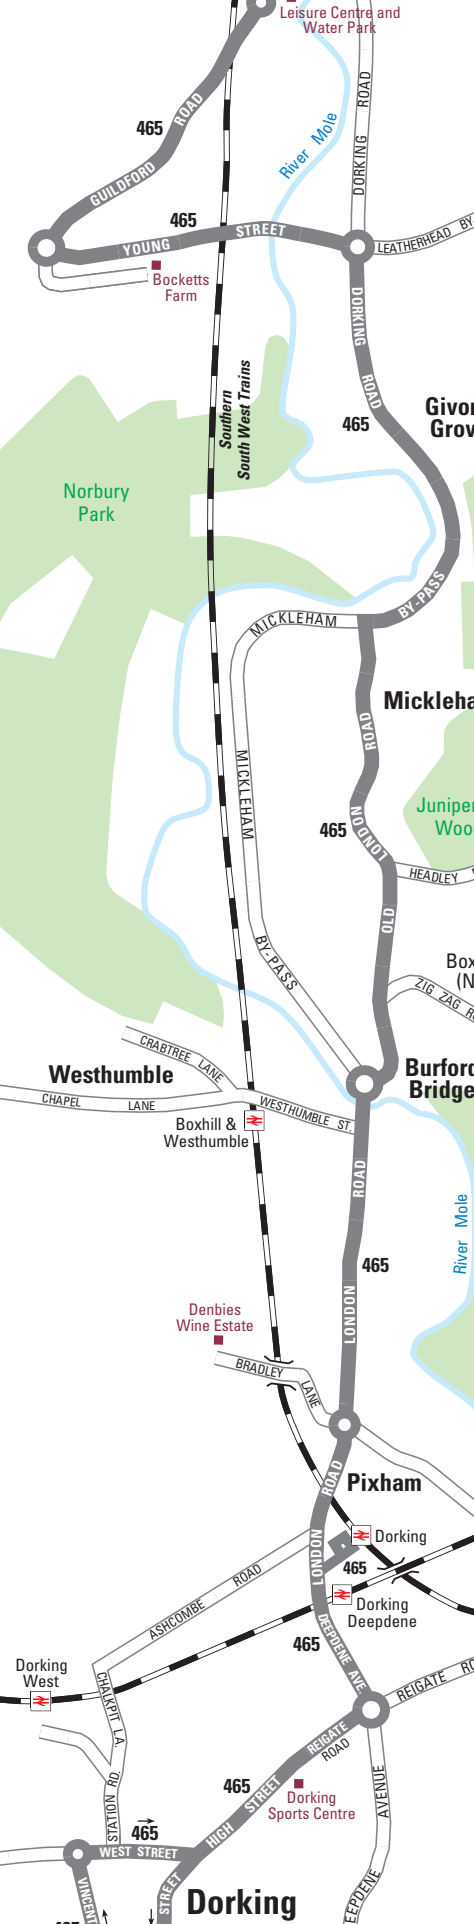 Leisure Centre and
Water Park
ROAD
DORKING
465
ROAD
River Mole
GUILDFORD
465
YOUNG
STREET
LEATHERHEAD BY
Bocketts
Farm
DORKING
ROAD
Southern
South West Trains
465
Norbury
Park
BY-PASS
MICKLEHAM
ROAD
MICKLEHAM
LONDON
465
HEADLEY
OLD
BY-PASS
ZIG ZAG
CRABTREE LANE
Westhumble
CHAPEL LANE
WESTHUMBLE ST.
Boxhill &
Westhumble
ROAD
River Mole
465
LONDON
Denbies
Wine Estate
BRADLEY
LANE
ROAD
Pixham
LONDON
Dorking
465
ASHCOMBE ROAD
Dorking
Deepdene
DEEPDENE AVE.
465
Dorking
West
REIGATE
CHALKPIT LA.
REIGATE
ROAD
465
STREET
HIGH
Dorking
Sports Centre
AVENUE
STATION RD.
465
WEST STREET
STREET
Dorking